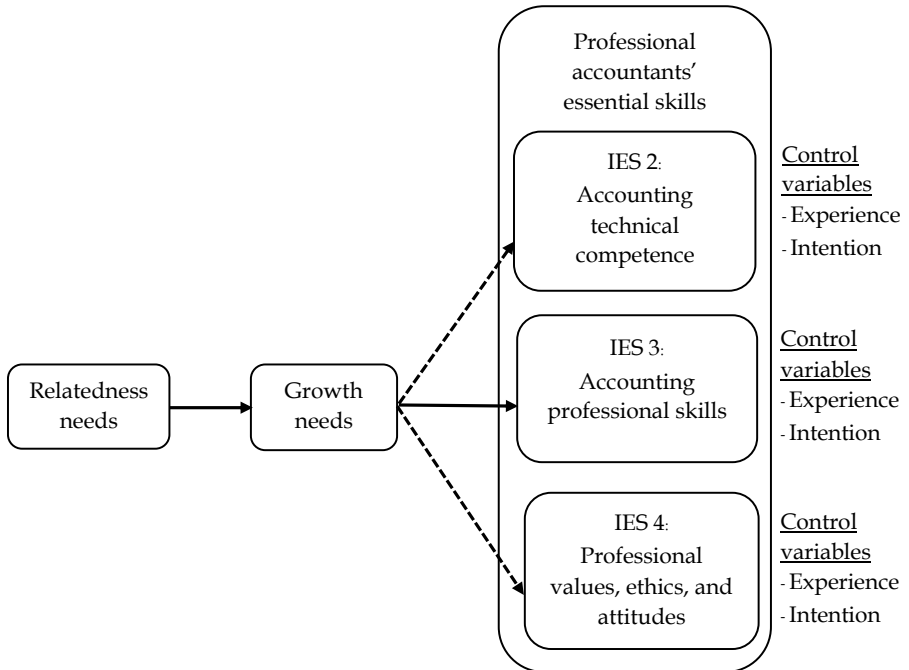 Professional
accountants'
essential skills
IES 2:
Accounting
technical
competence
Control
variables
- Experience
- Intention
IES 3:
Accounting
professional skills
Control
variables
- Experience
- Intention
Relatedness
needs
Growth
needs
IES 4:
Professional
values, ethics, and
attitudes
Control
variables
- Experience
- Intention